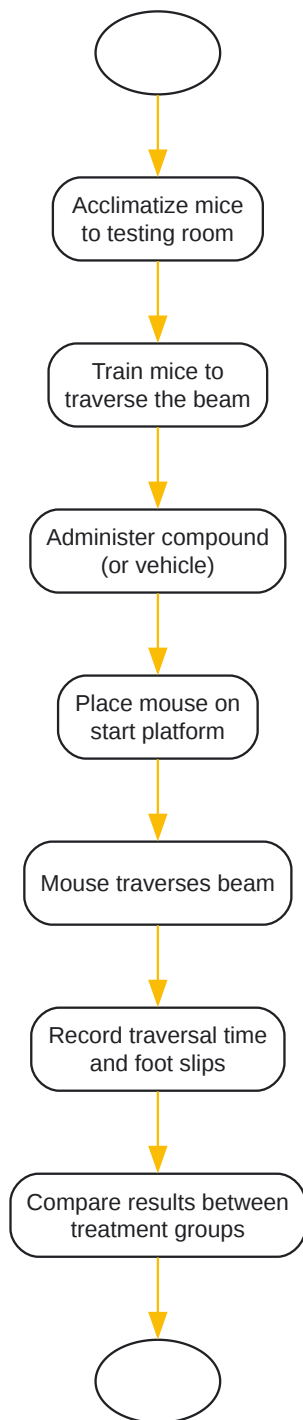 Acclimatize mice
to testing room
Train mice to
traverse the beam
Administer compound
(or vehicle)
Place mouse on
start platform
Mouse traverses beam
Record traversal time
and foot slips
Compare results between
treatment groups